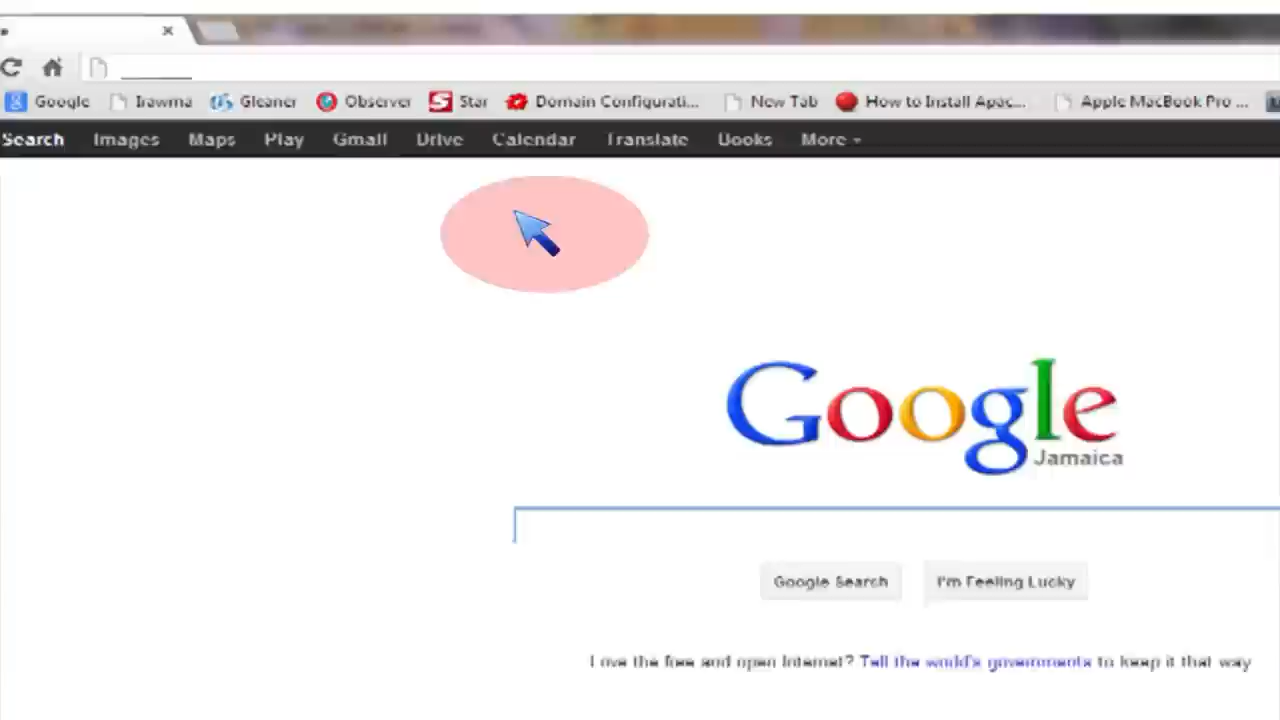 Google Irawma Gleaner Observer Star Domain Configurati... New Tab How to Install Apac... Apple MacBook Pro ...
Search Images Maps Play Gmail Drive Calendar Translate Books More
Google
Jamaica
Google Search I'm Feeling Lucky
Love the free and open Internet? Tell the world's governments to keep it that way